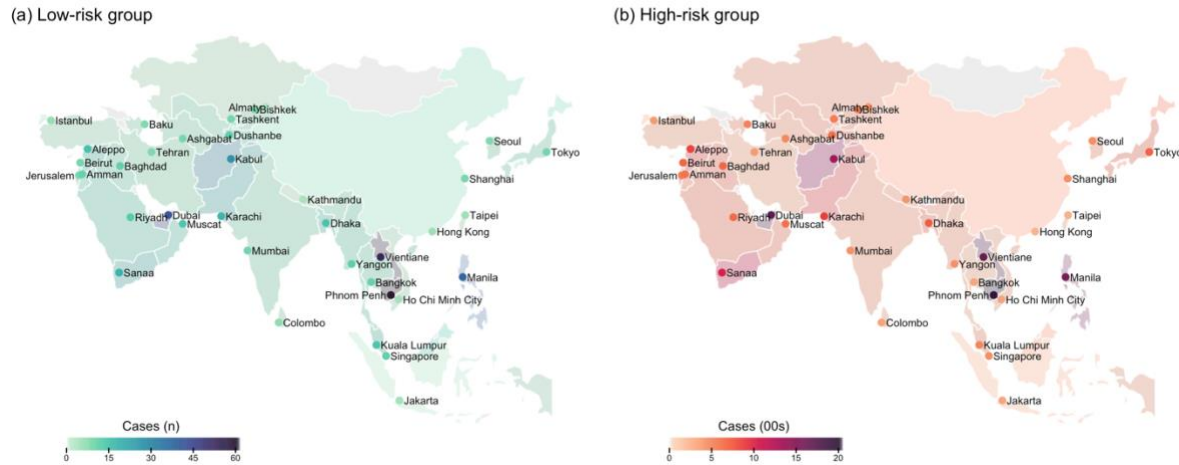 (a) Low-risk group
Almaty
Bishkek
Istanbul
Baku
Tashkent
Ashgabat
Dushanbe
Seoul
Aleppo
Tehran
Kabul
Tokyo
Beirut
Baghdad
Jerusalem
Amman
Shanghai
Kathmandu
Riyadh
Dubai
Karachi
Taipei
Muscat
Dhaka
Hong Kong
Mumbai
Vientiane
Sanaa
Yangon
Manila
Bangkok
Phnom Penh
Ho Chi Minh City
Colombo
Kuala Lumpur
Singapore
Jakarta
Cases (n)
0 15 30 45 60
(b) High-risk group
Almaty
Bishkek
Istanbul
Baku
Tashkent
Ashgabat
Dushanbe
Seoul
Aleppo
Tehran
Kabul
Tokyo
Beirut
Baghdad
Jerusalem
Amman
Shanghai
Kathmandu
Riyadh
Dubai
Karachi
Taipei
Muscat
Dhaka
Hong Kong
Mumbai
Vientiane
Sanaa
Yangon
Manila
Bangkok
Phnom Penh
Ho Chi Minh City
Colombo
Kuala Lumpur
Singapore
Jakarta
Cases (00s)
0 5 10 15 20